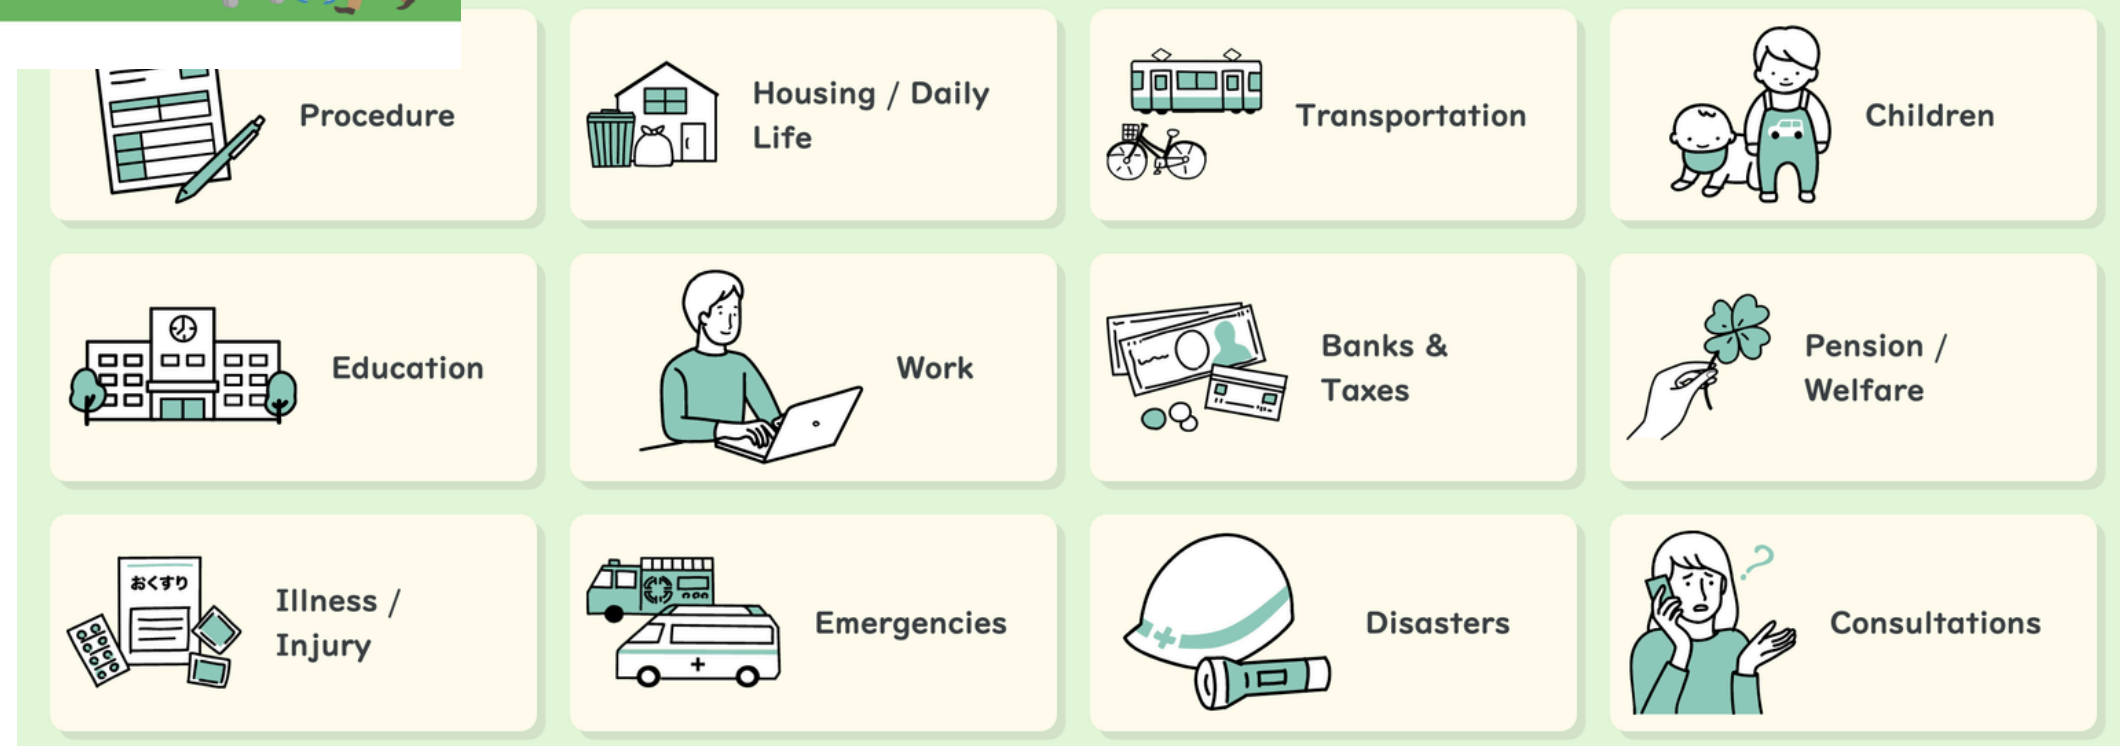 Procedure
Housing / Daily
Life
Transportation
Children
Education
Work
Banks &
Taxes
Pension /
Welfare
おくすり
Illness /
Injury
Emergencies
Disasters
?
Consultations